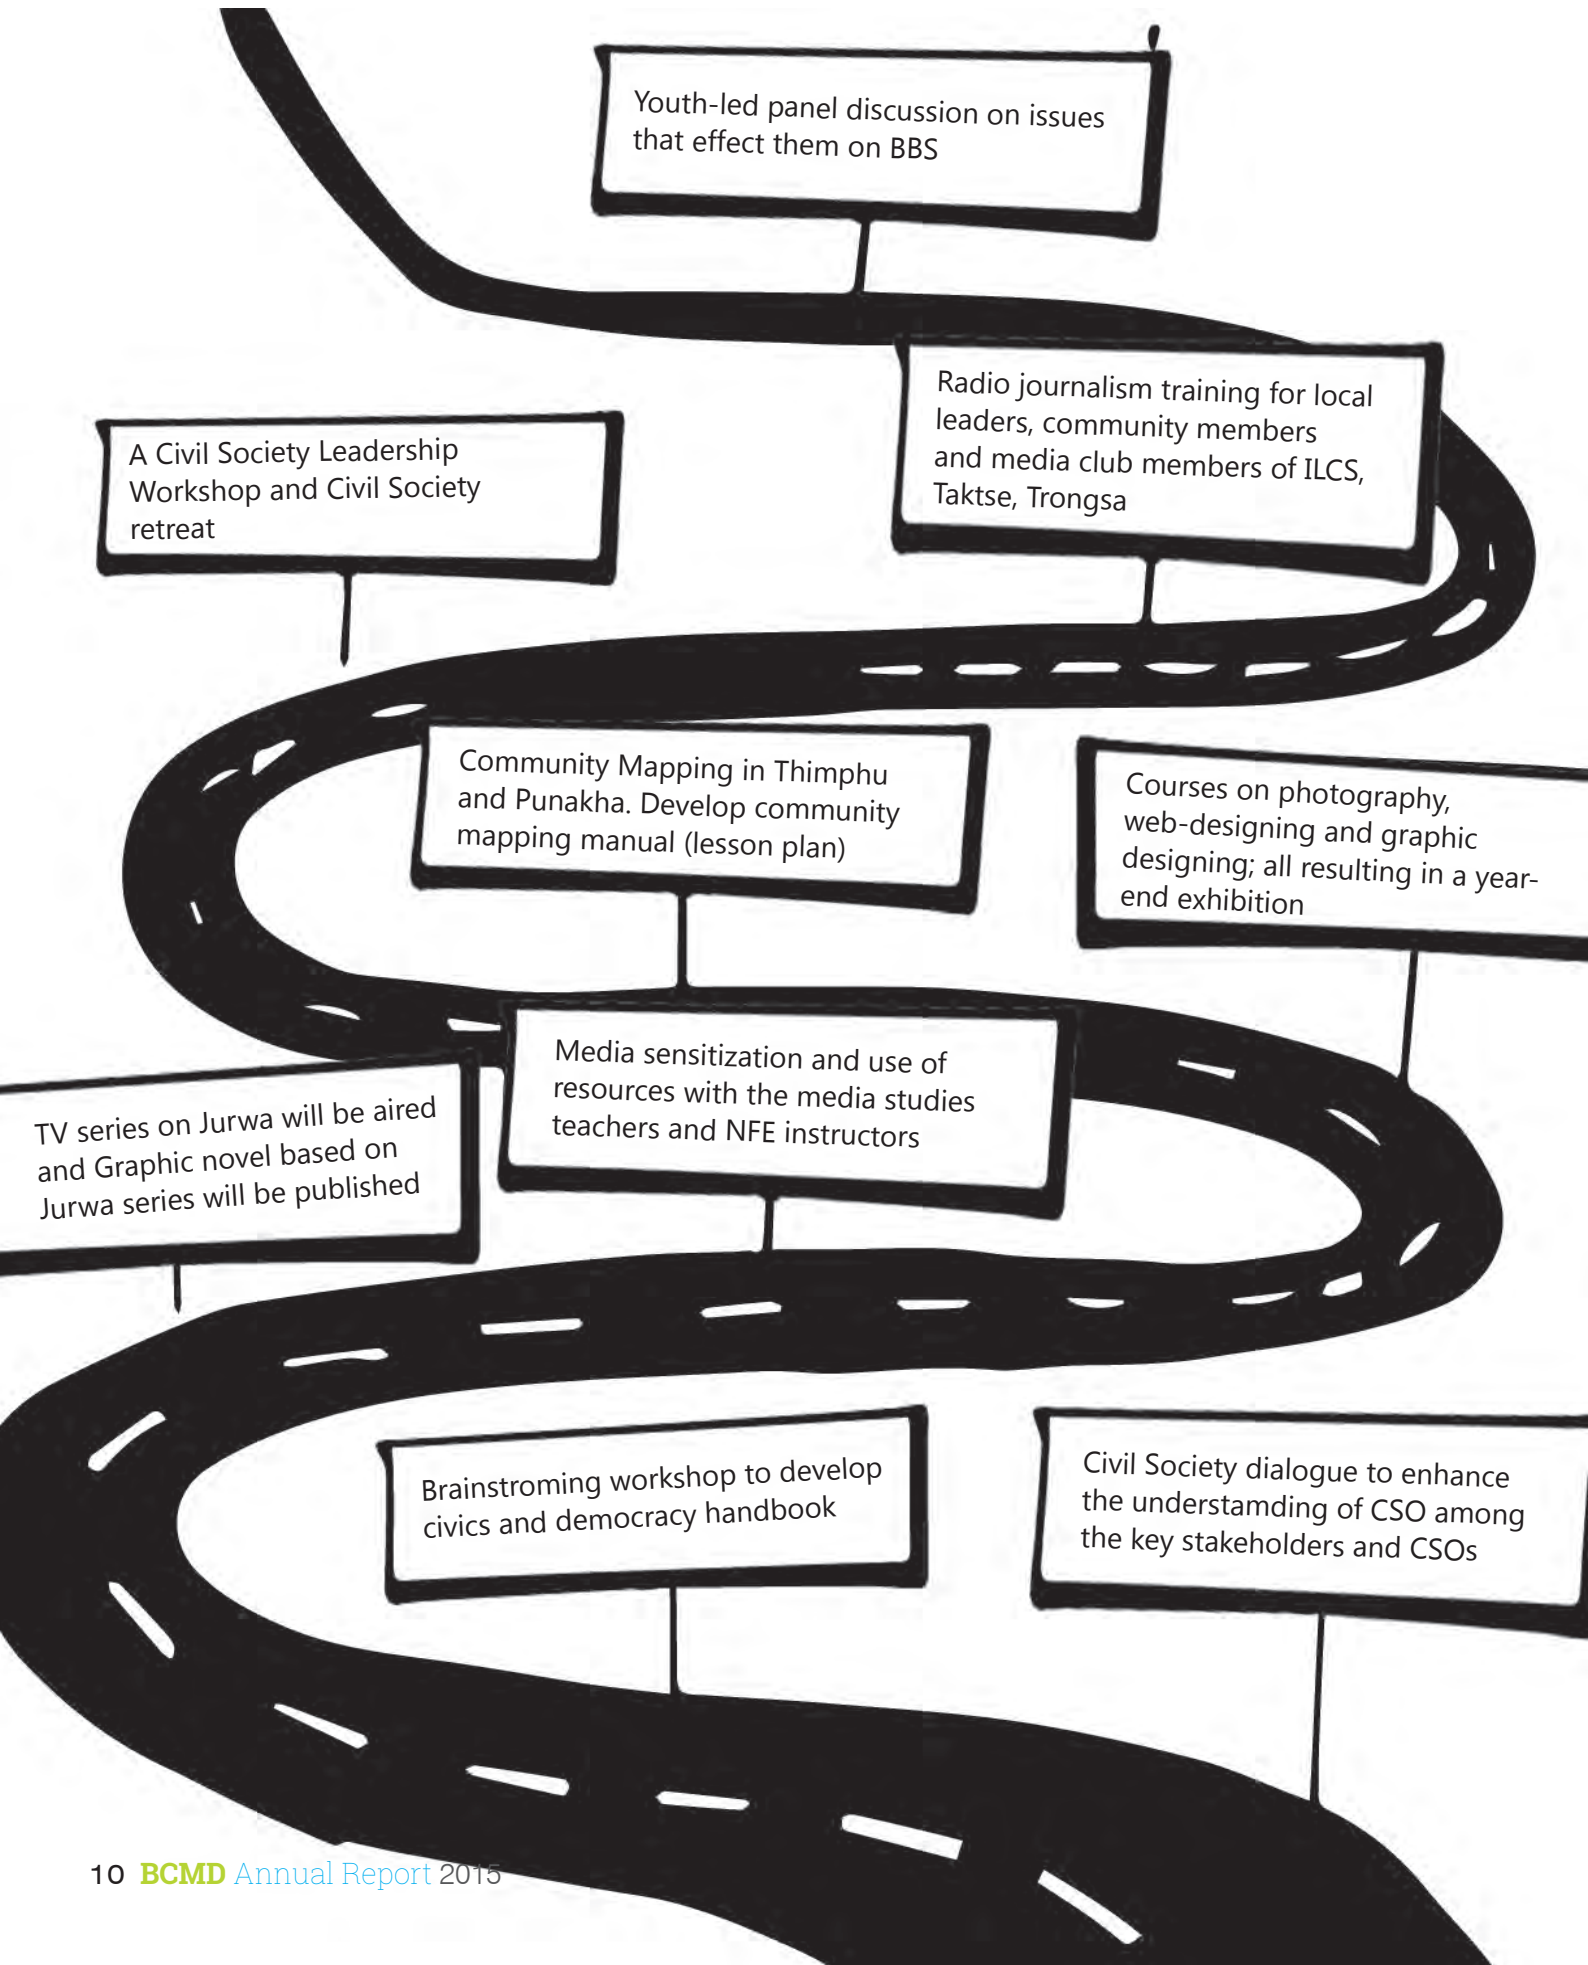 Youth-led panel discussion on issues
that effect them on BBS
Radio journalism training for local
leaders, community members
and media club members of ILCS,
Taktse, Trongsa
A Civil Society Leadership
Workshop and Civil Society
retreat
Community Mapping in Thimphu
and Punakha. Develop community
mapping manual (lesson plan)
Courses on photography,
web-designing and graphic
designing; all resulting in a year-
end exhibition
Media sensitization and use of
resources with the media studies
teachers and NFE instructors
TV series on Jurwa will be aired
and Graphic novel based on
Jurwa series will be published
Brainstroming workshop to develop
civics and democracy handbook
Civil Society dialogue to enhance
the understamding of CSO among
the key stakeholders and CSOs
10 BCMD Annual Report 2015